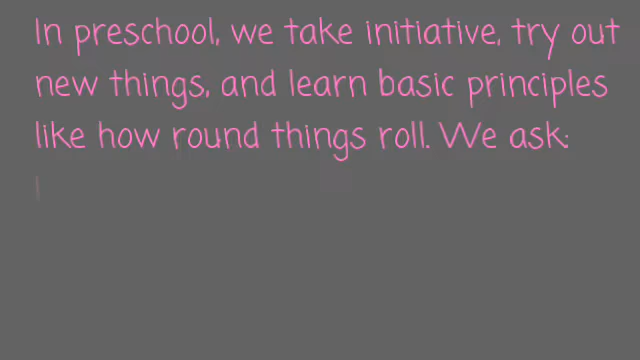 In preschool, we take initiative, try out
new things, and learn basic principles
like how round things roll. We ask: